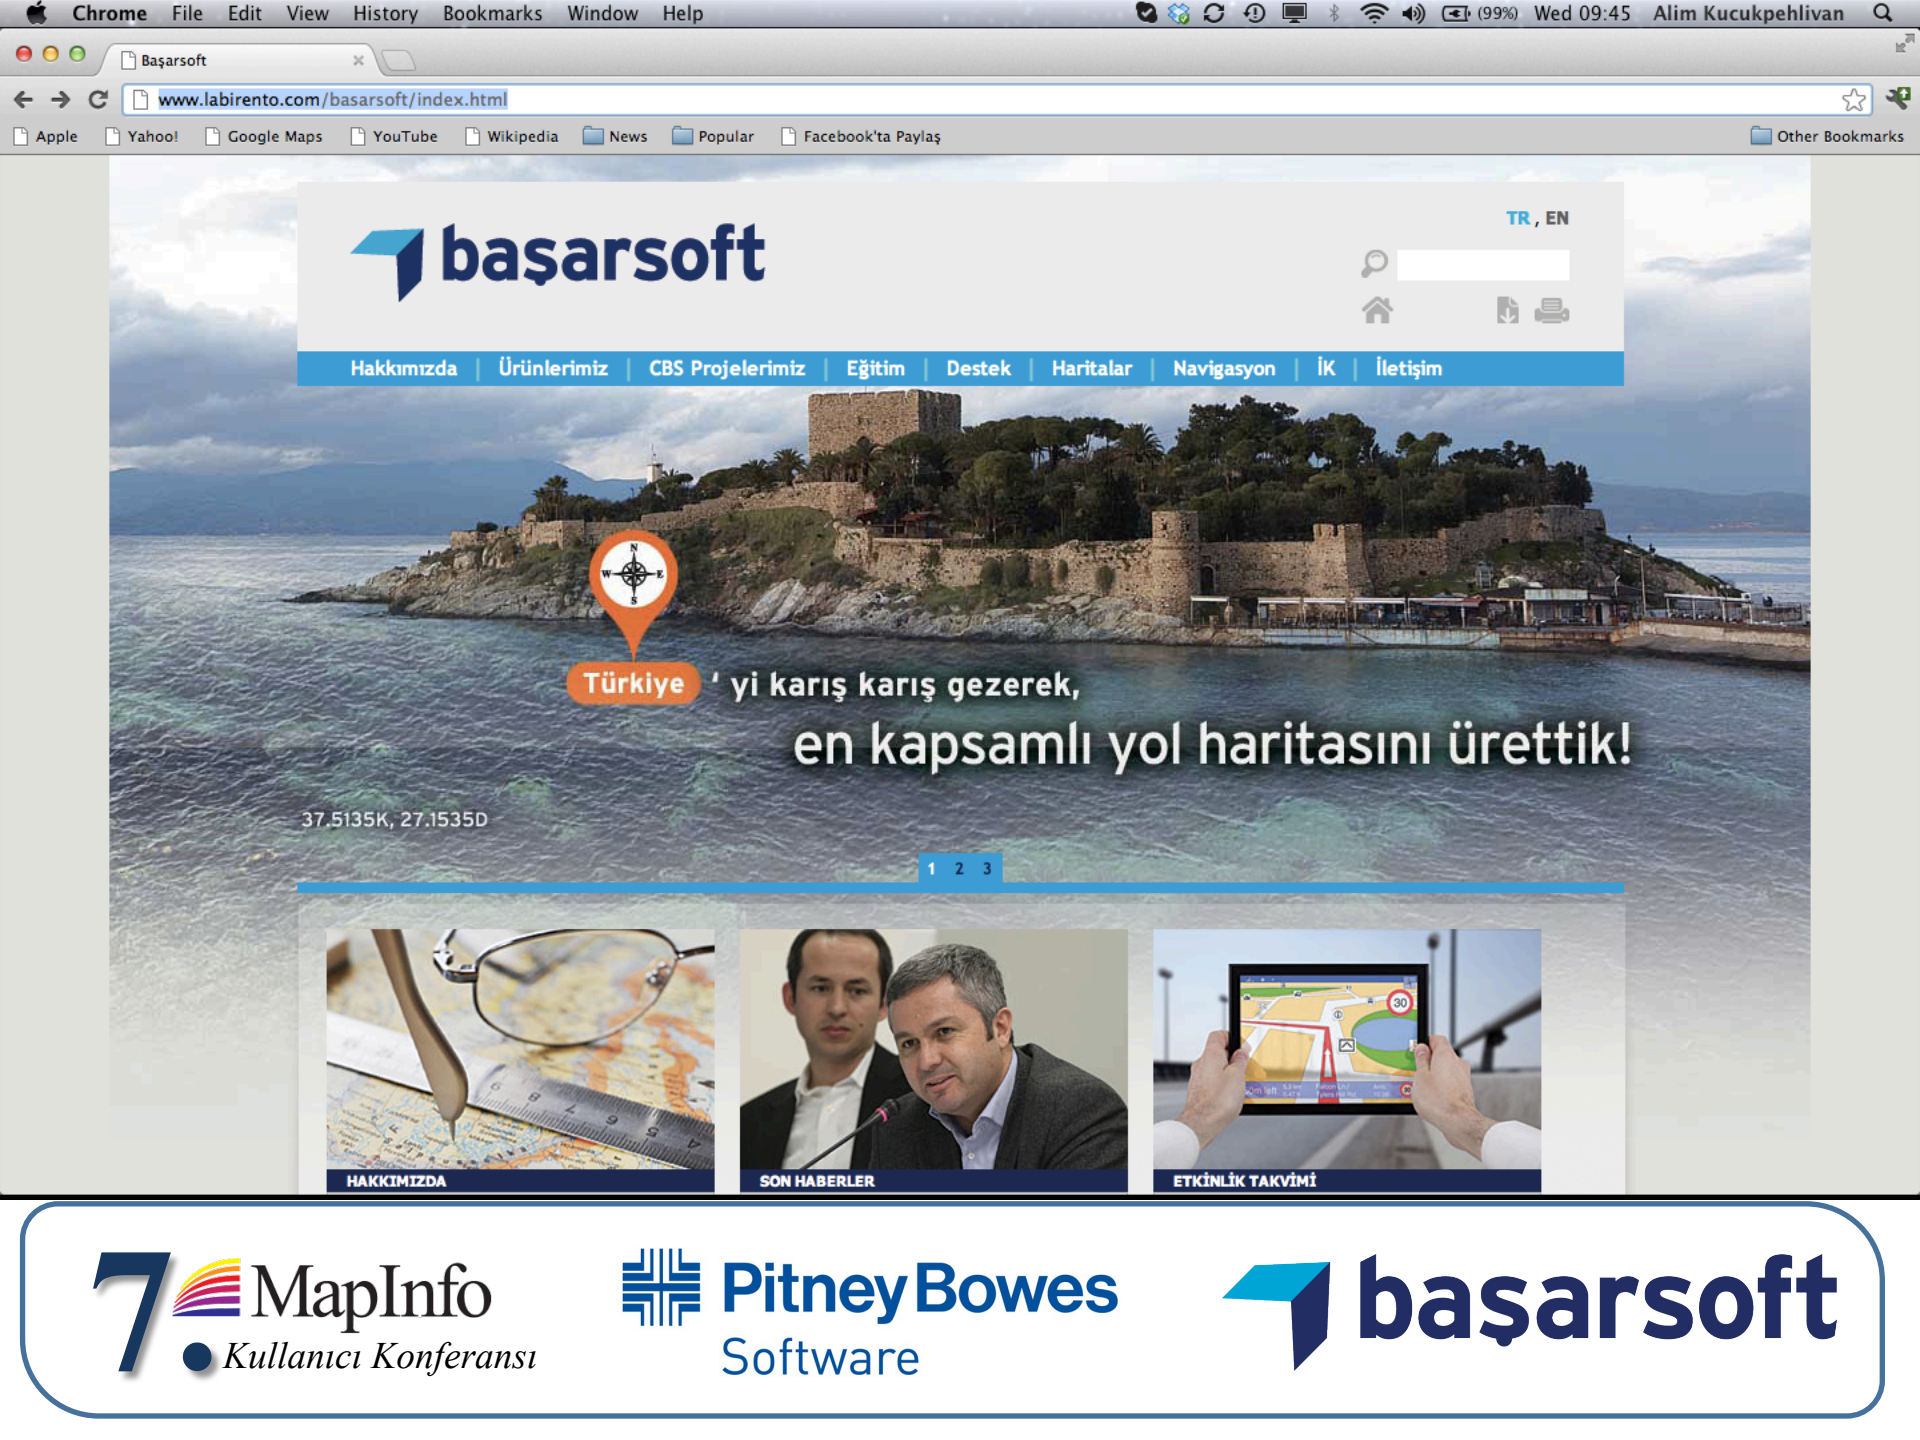 Chrome File Edit View History Bookmarks Window Help (99%) Wed 09:45 Alim Kucukpehlivan
Başarsoft
www.labirento.com/basarsoft/index.html
Apple Yahoo! Google Maps YouTube Wikipedia News Popular Facebook'ta Paylaş Other Bookmarks
TR , EN
başarsoft
Hakkımızda Ürünlerimiz CBS Projelerimiz Eğitim Destek Haritalar Navigasyon İK İletişim
N
W E
S
Türkiye ‘ yi karış karış gezerek,
en kapsamlı yol haritasını ürettik!
37.5135K, 27.1535D
1 2 3
30
HAKKIMIZDA SON HABERLER ETKİNLİK TAKVİMİ
7. MapInfo
Kullanıcı Konferansı
Pitney Bowes
Software
başarsoft